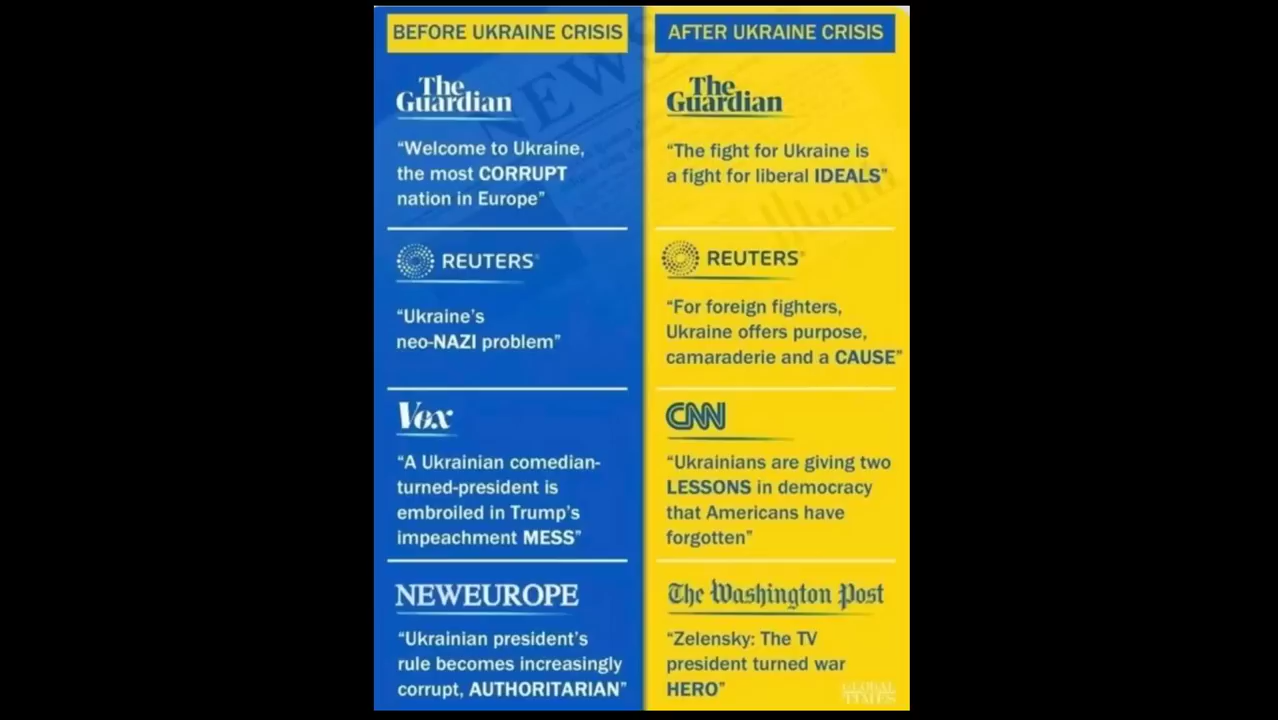 BEFORE UKRAINE CRISIS
The
Guardian
“Welcome to Ukraine,
the most CORRUPT
nation in Europe”
REUTERS
“Ukraine’s
neo-NAZI problem”
Vox
“A Ukrainian comedian-
turned-president is
embroiled in Trump’s
impeachment MESS”
NEWEUROPE
“Ukrainian president’s
rule becomes increasingly
corrupt, AUTHORITARIAN”
AFTER UKRAINE CRISIS
The
Guardian
“The fight for Ukraine is
a fight for liberal IDEALS”
REUTERS
“For foreign fighters,
Ukraine offers purpose,
camaraderie and a CAUSE”
CNN
“Ukrainians are giving two
LESSONS in democracy
that Americans have
forgotten”
The Washington Post
“Zelensky: The TV
president turned war
HERO”
GLOBAL
TIMES
NEWS